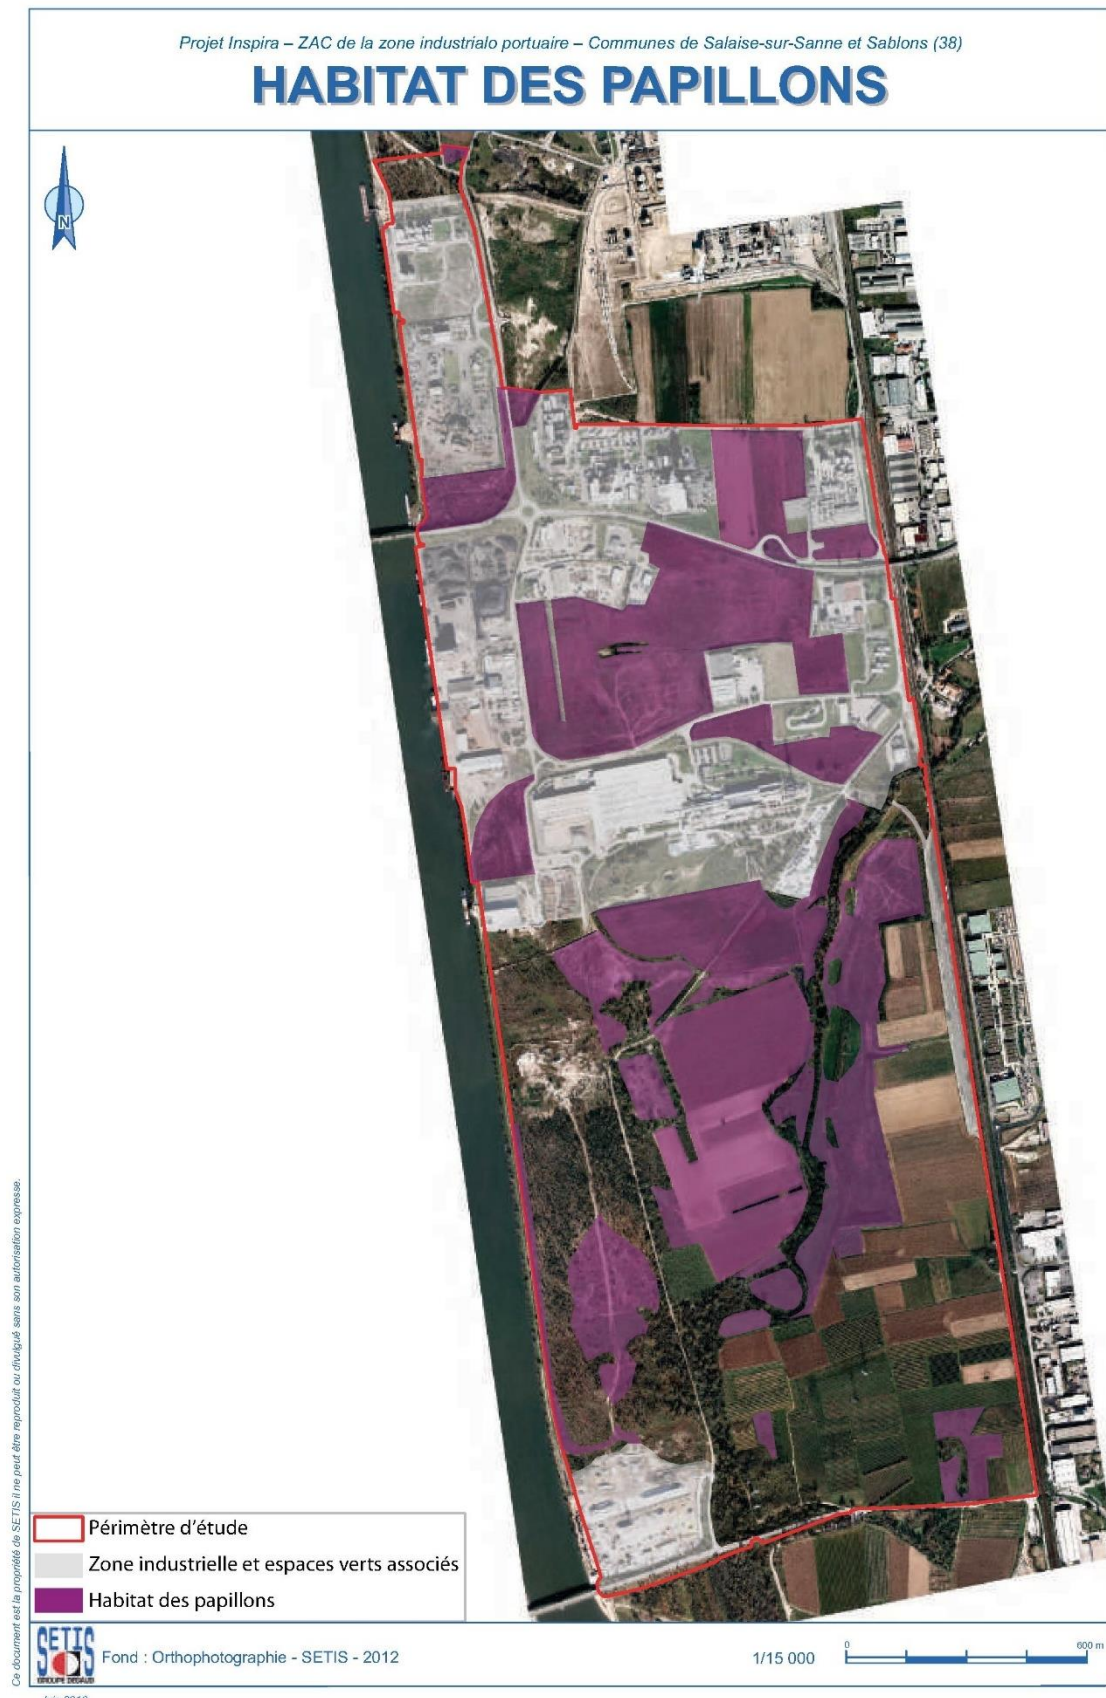 Projet Inspira – ZAC de la zone industrialo portuaire – Communes de Salaise-sur-Sanne et Sablons (38)
HABITAT DES PAPILLONS
N
Ce document est la propriété de SETIS il ne peut être reproduit ou divulgué sans son autorisation expresse.
Périmètre d'étude
Zone industrielle et espaces verts associés
Habitat des papillons
SETIS
GROUPE DEGAUD
Fond : Orthophotographie - SETIS - 2012
1/15 000
0
600 m